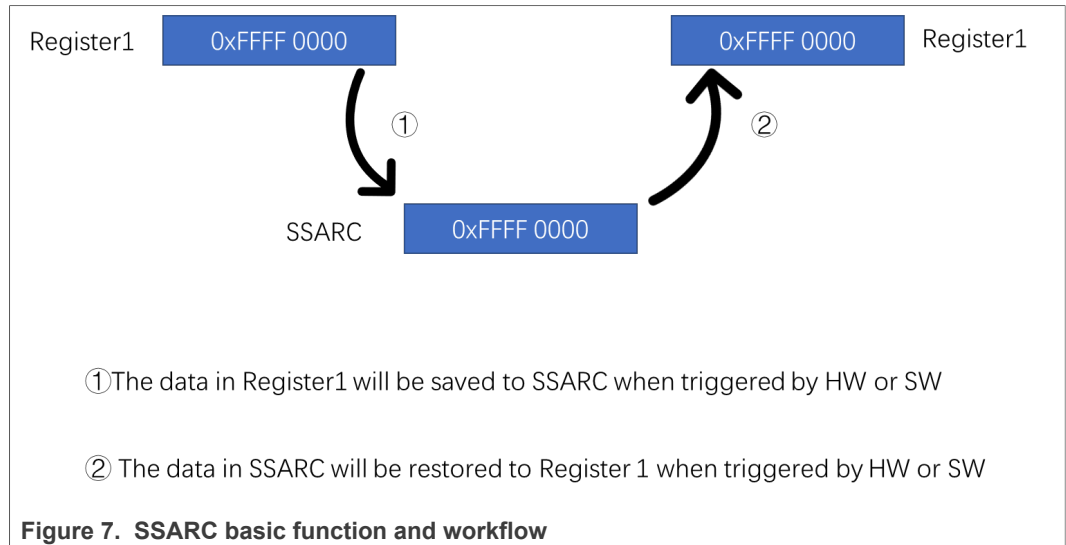 Register1 0xFFFF 0000 0xFFFF 0000 Register1
① ②
SSARC 0xFFFF 0000
①The data in Register1 will be saved to SSARC when triggered by HW or SW
② The data in SSARC will be restored to Register 1 when triggered by HW or SW
Figure 7. SSARC basic function and workflow